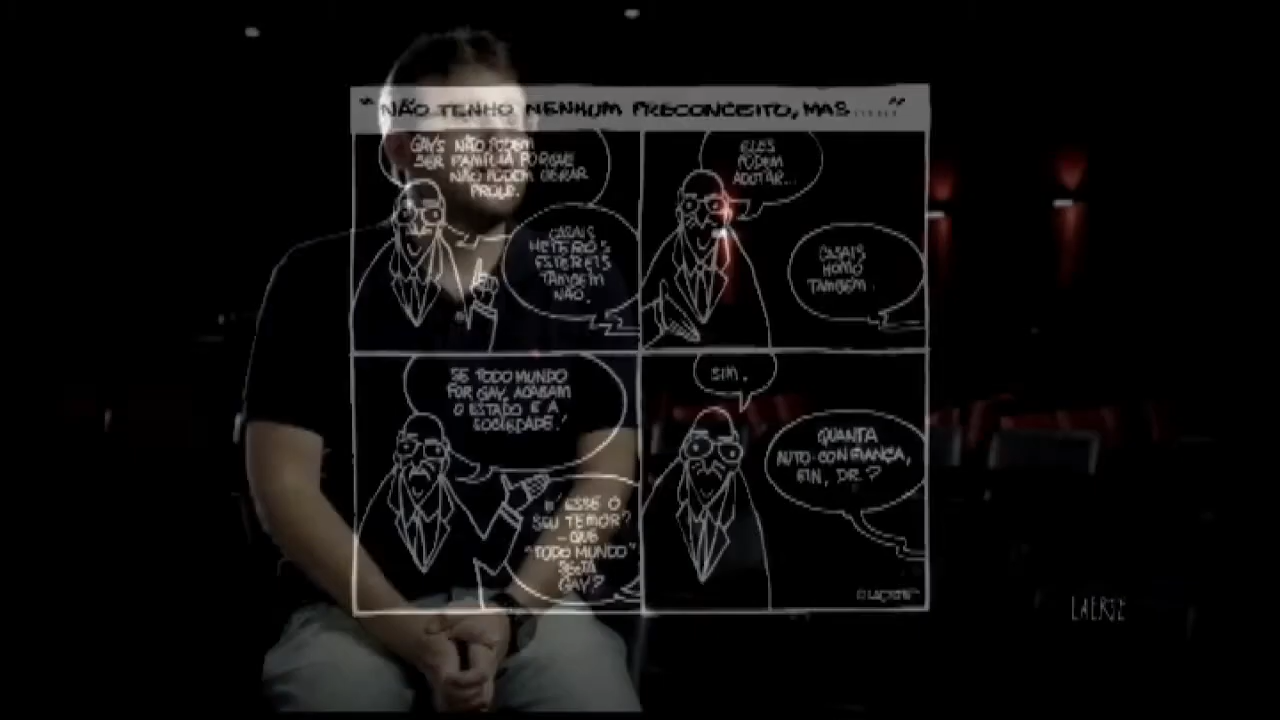 "NÃO TENHO NENHUM PRECONCEITO, MAS....."
GAYS NÃO PODEM
SER FAMÍLIA PORQUE
NÃO PODEM GERAR
PROLE.
CASAIS
HETEROS
ESTÉREIS
TAMBÉM
NÃO.
ELES
PODEM
ADOTAR...
CASAIS
HOMO
TAMBÉM.
SE TODO MUNDO
FOR GAY, ACABAM
O ESTADO E A
SOCIEDADE!
ESSE O
SEU TEMOR?
- QUE
"TODO MUNDO"
SEJA
GAY?
SIM.
QUANTA
AUTO-CONFIANÇA,
EIN, DR.?
LAERTE
LAERTE